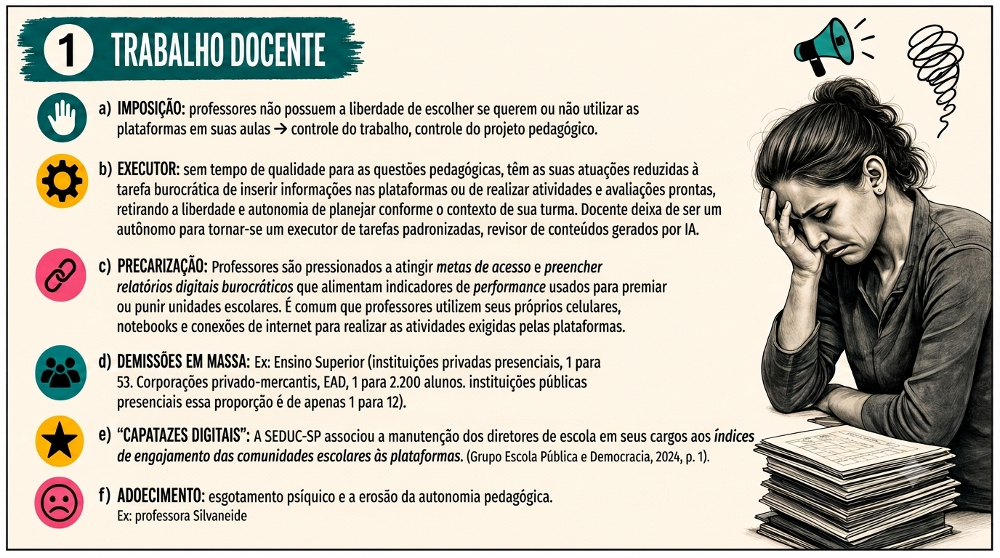 1 TRABALHO DOCENTE
a) IMPOSIÇÃO: professores não possuem a liberdade de escolher se querem ou não utilizar as
plataformas em suas aulas → controle do trabalho, controle do projeto pedagógico.
b) EXECUTOR: sem tempo de qualidade para as questões pedagógicas, têm as suas atuações reduzidas à
tarefa burocrática de inserir informações nas plataformas ou de realizar atividades e avaliações prontas,
retirando a liberdade e autonomia de planejar conforme o contexto de sua turma. Docente deixa de ser um
autônomo para tornar-se um executor de tarefas padronizadas, revisor de conteúdos gerados por IA.
c) PRECARIZAÇÃO: Professores são pressionados a atingir metas de acesso e preencher
relatórios digitais burocráticos que alimentam indicadores de performance usados para premiar
ou punir unidades escolares. É comum que professores utilizem seus próprios celulares,
notebooks e conexões de internet para realizar as atividades exigidas pelas plataformas.
d) DEMISSÕES EM MASSA: Ex: Ensino Superior (instituições privadas presenciais, 1 para
53. Corporações privado-mercantis, EAD, 1 para 2.200 alunos. instituições públicas
presenciais essa proporção é de apenas 1 para 12).
e) “CAPATAZES DIGITAIS”: A SEDUC-SP associou a manutenção dos diretores de escola em seus cargos aos índices
de engajamento das comunidades escolares às plataformas. (Grupo Escola Pública e Democracia, 2024, p. 1).
f) ADOECIMENTO: esgotamento psíquico e a erosão da autonomia pedagógica.
Ex: professora Silvaneide